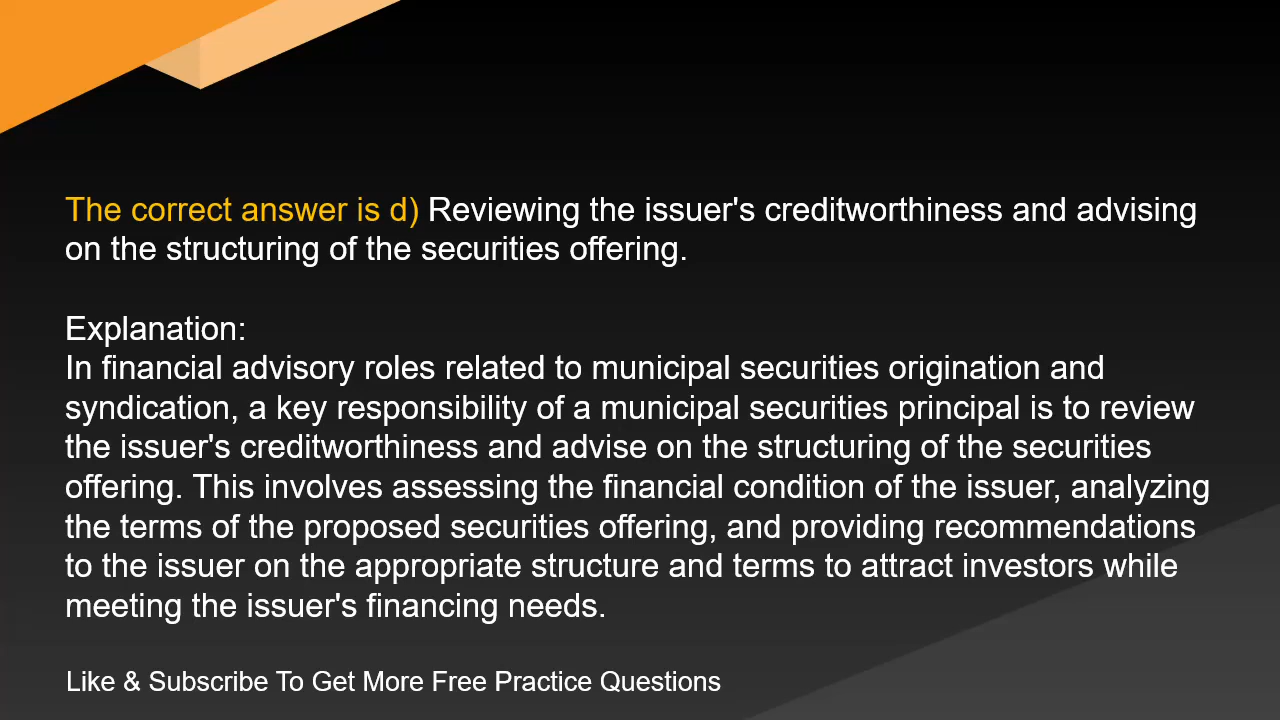 The correct answer is d) Reviewing the issuer's creditworthiness and advising
on the structuring of the securities offering.
Explanation:
In financial advisory roles related to municipal securities origination and
syndication, a key responsibility of a municipal securities principal is to review
the issuer's creditworthiness and advise on the structuring of the securities
offering. This involves assessing the financial condition of the issuer, analyzing
the terms of the proposed securities offering, and providing recommendations
to the issuer on the appropriate structure and terms to attract investors while
meeting the issuer's financing needs.
Like & Subscribe To Get More Free Practice Questions